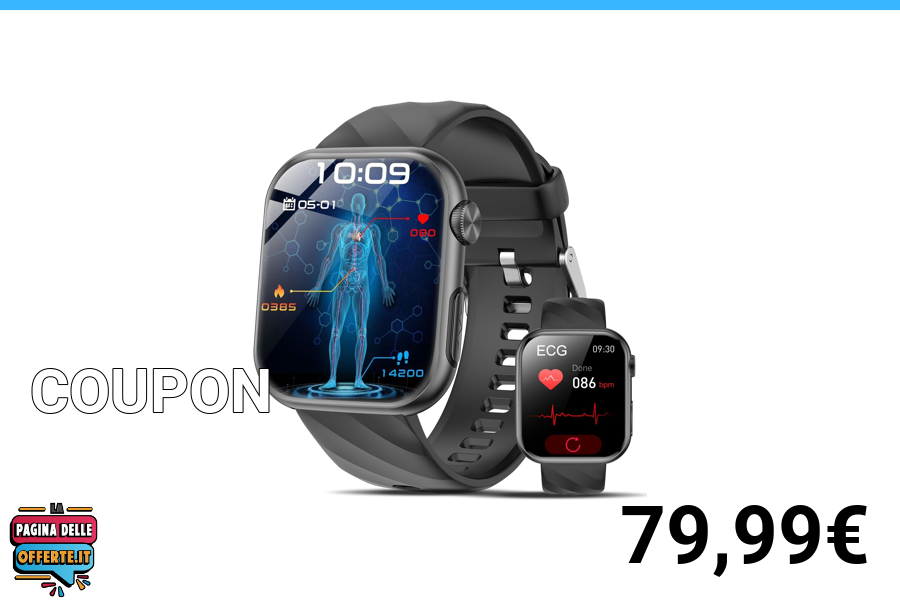 10:09
05-01
080
0385
14200
ECG 09:30
Done
086 bpm
COUPON
LA
PAGINA DELLE
OFFERTE.IT
79,99€